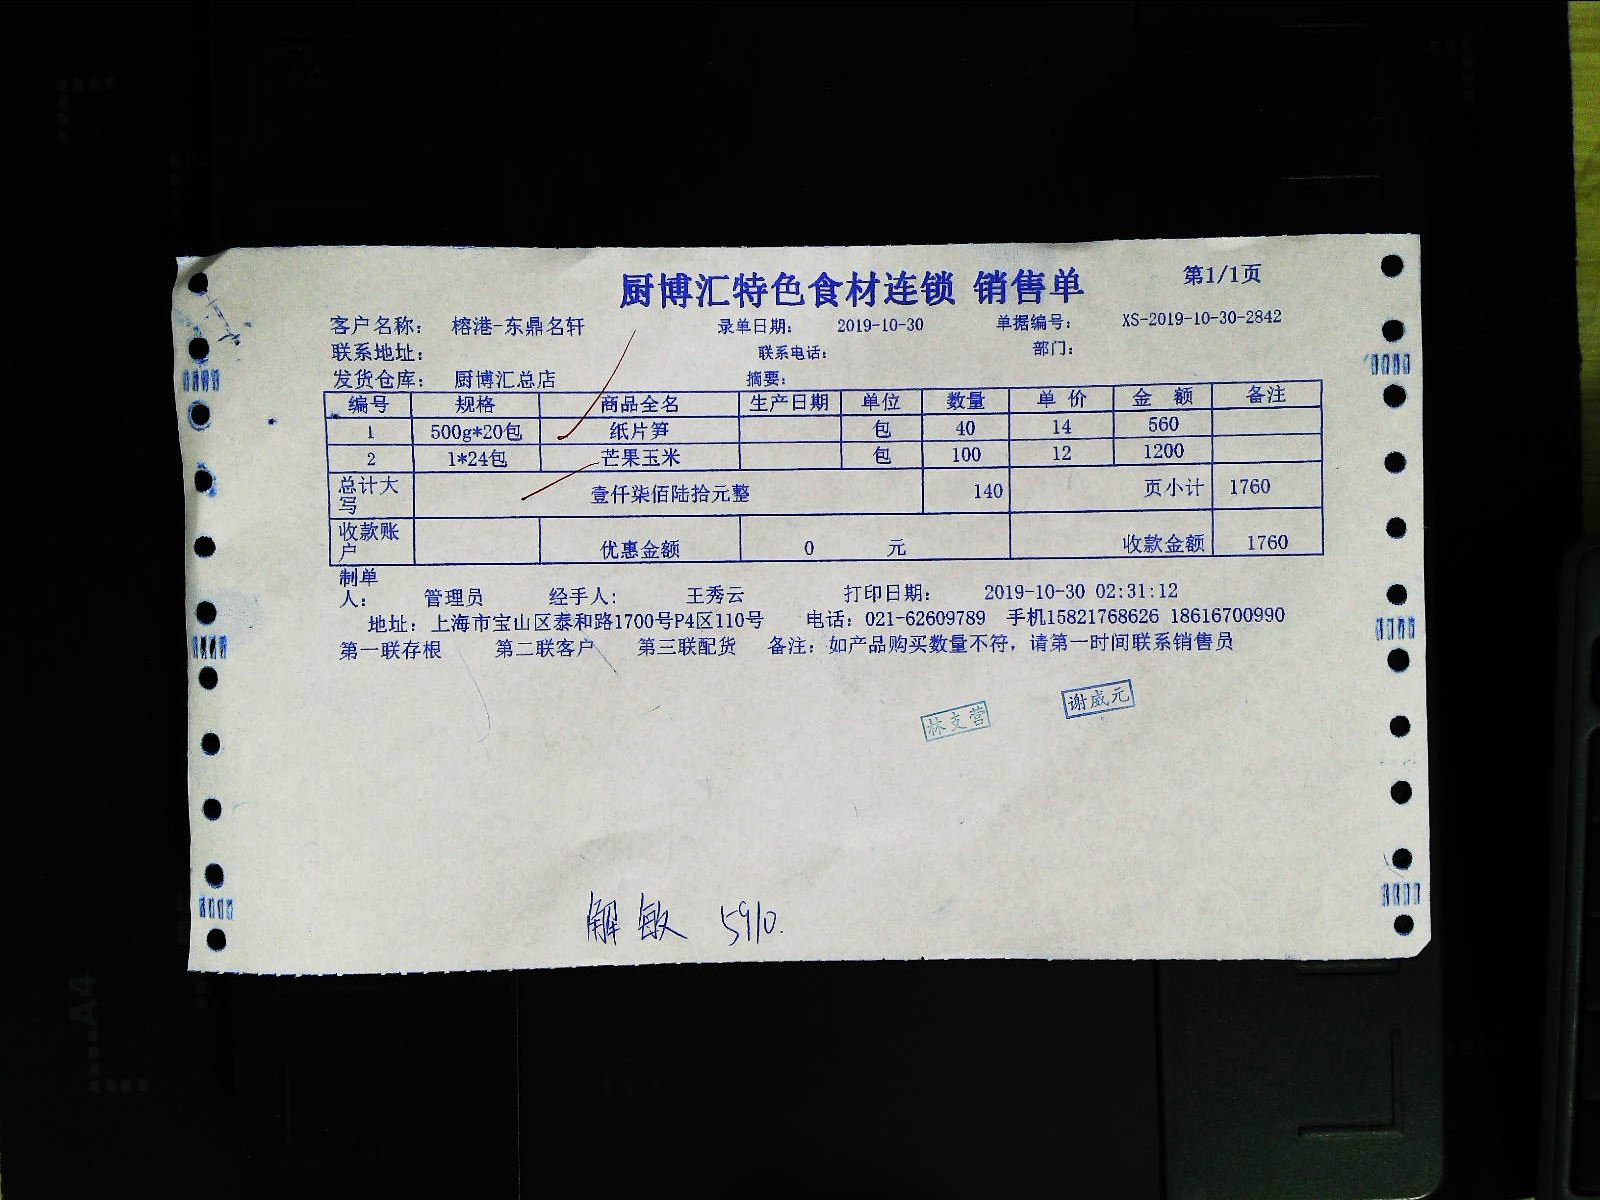 厨博汇特色食材连锁 销售单 第1/1页
客户名称： 榕港-东鼎名轩 录单日期： 2019-10-30 单据编号： XS-2019-10-30-2842
联系地址： 联系电话： 部门：
发货仓库： 厨博汇总店 摘要：
编号 规格 商品全名 生产日期 单位 数量 单价 金额 备注
1 500g*20包 纸片笋 包 40 14 560
2 1*24包 芒果玉米 包 100 12 1200
总计大写 壹仟柒佰陆拾元整 140 页小计 1760
收款账户 优惠金额 0 元 收款金额 1760
制单人： 管理员 经手人： 王秀云 打印日期： 2019-10-30 02:31:12
地址：上海市宝山区泰和路1700号P4区110号 电话：021-62609789 手机15821768626 18616700990
第一联存根 第二联客户 第三联配货 备注：如产品购买数量不符，请第一时间联系销售员
谢威元
林支营
解敏 5910.
A4